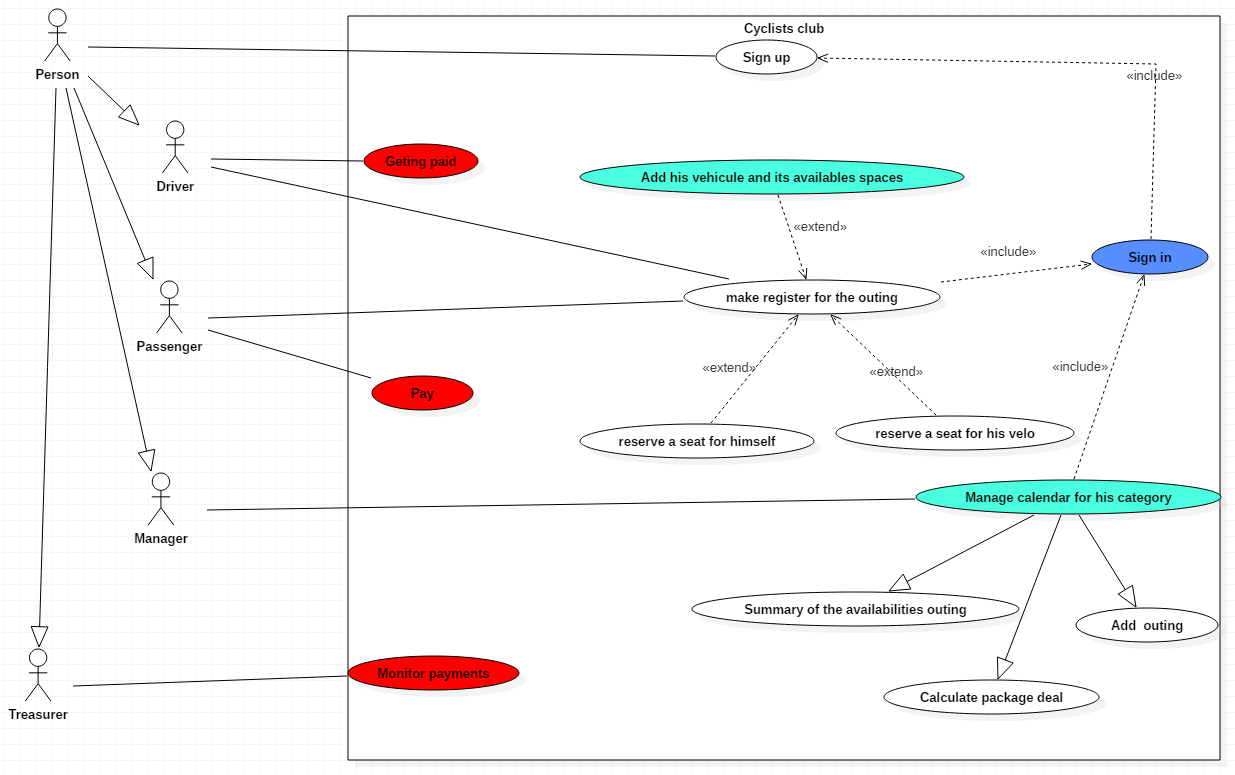 Cyclists club
Sign up
Person
«include»
Driver
Geting paid
Add his vehicule and its availables spaces
«extend»
«include»
Sign in
make register for the outing
Passenger
«extend»
«extend»
«include»
Pay
reserve a seat for himself
reserve a seat for his velo
Manage calendar for his category
Manager
Summary of the availabilities outing
Add  outing
Monitor payments
Calculate package deal
Treasurer